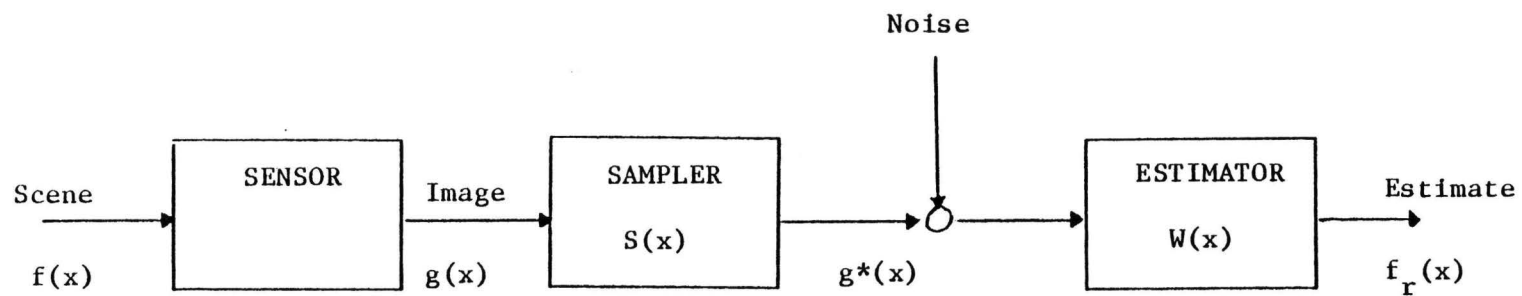 Noise
Scene
SENSOR
Image
SAMPLER
ESTIMATOR
Estimate
S(x)
W(x)
f(x)
g(x)
g*(x)
f_r(x)